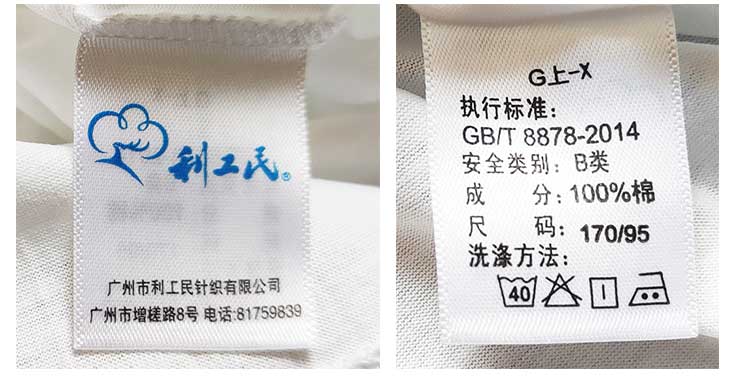 利工民®
广州市利工民针织有限公司
广州市增槎路8号 电话:81759839
G上-X
执行标准:
GB/T 8878-2014
安全类别: B类
成 分: 100%棉
尺 码: 170/95
洗涤方法:
40